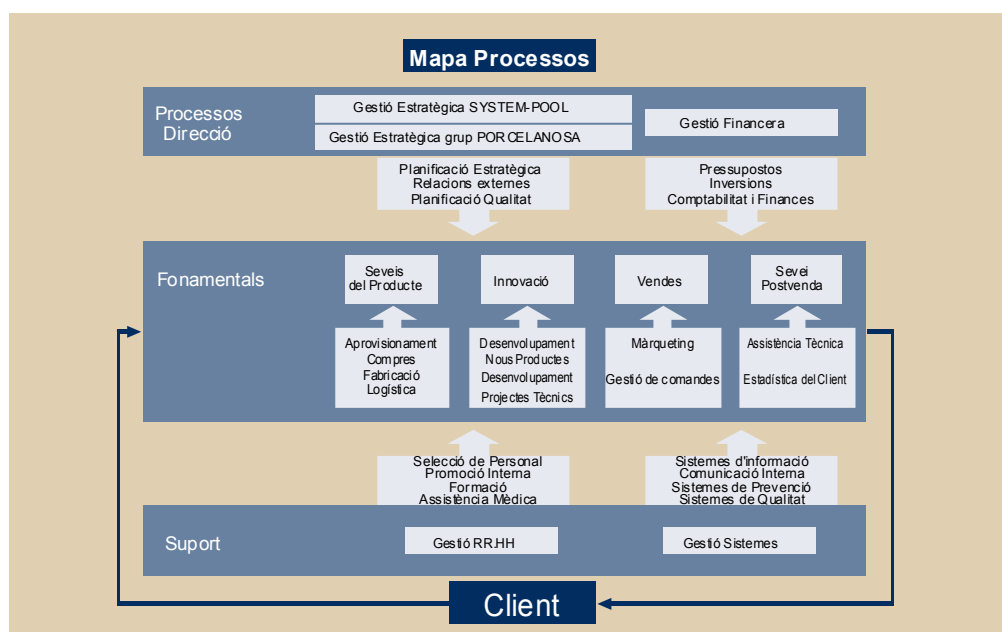 Mapa Processos
Processos
Direcció
Gestió Estratègica SYSTEM-POOL
Gestió Estratègica grup PORCELANOSA
Gestió Financera
Planificació Estratègica
Relacions externes
Planificació Qualitat
Pressupostos
Inversions
Comptabilitat i Finances
Fonamentals
Seveis
del Producte
Innovació
Vendes
Sevei
Postvenda
Aprovisionament
Compres
Fabricació
Logística
Desenvolupament
Nous Productes
Desenvolupament
Projectes Tècnics
Màrqueting
Gestió de comandes
Assistència Tècnica
Estadística del Client
Selecció de Personal
Promoció Interna
Formació
Assistència Mèdica
Sistemes d'informació
Comunicació Interna
Sistemes de Prevenció
Sistemes de Qualitat
Suport
Gestió RR.HH
Gestió Sistemes
Client